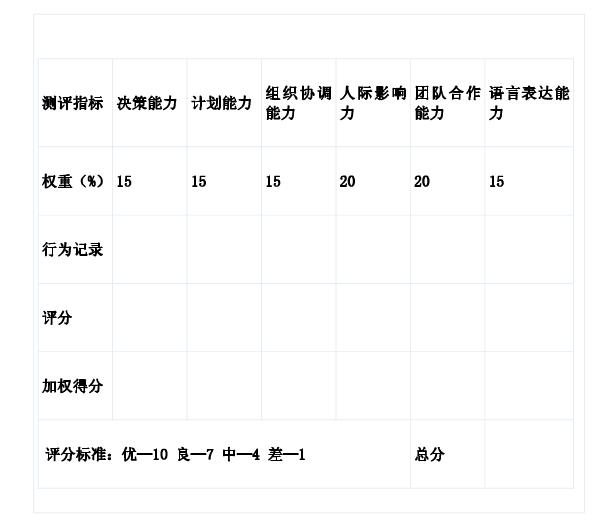 测评指标 决策能力 计划能力 组织协调能力 人际影响力 团队合作能力 语言表达能力
权重（%） 15 15 15 20 20 15
行为记录
评分
加权得分
评分标准：优—10 良—7 中—4 差—1 总分